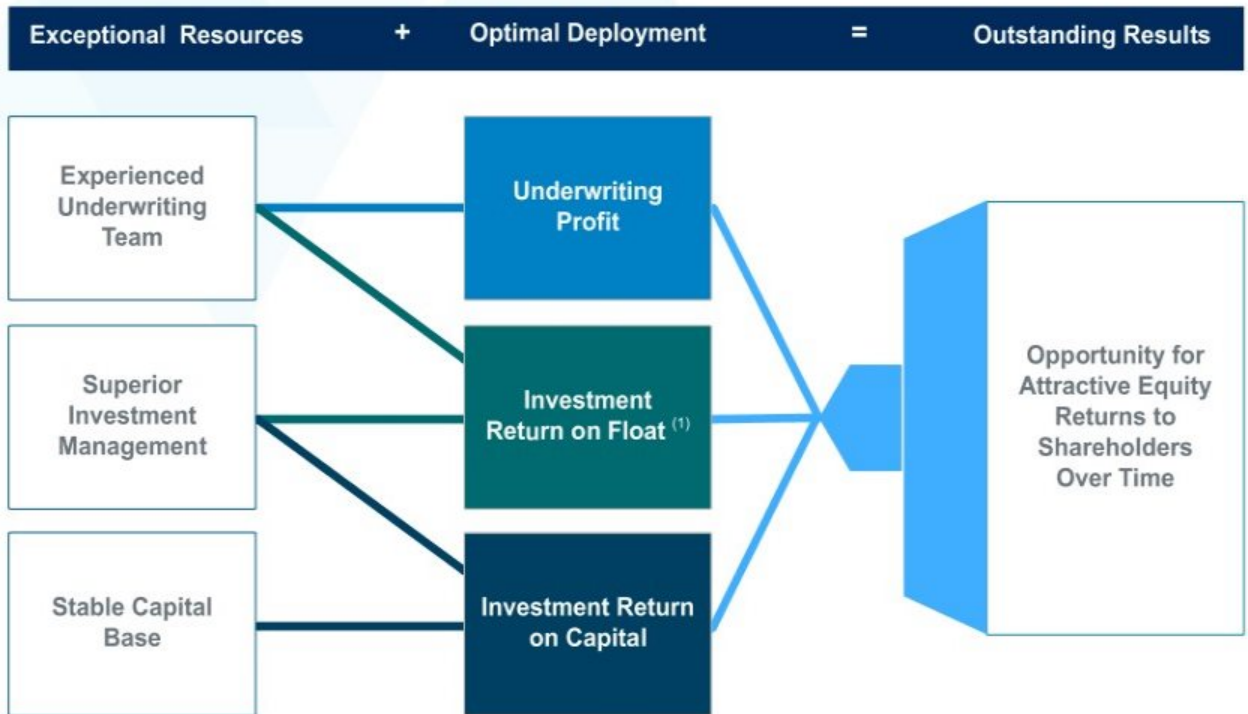 Exceptional Resources + Optimal Deployment = Outstanding Results
Experienced
Underwriting
Team
Underwriting
Profit
Superior
Investment
Management
Investment
Return on Float (1)
Stable Capital
Base
Investment Return
on Capital
Opportunity for
Attractive Equity
Returns to
Shareholders
Over Time